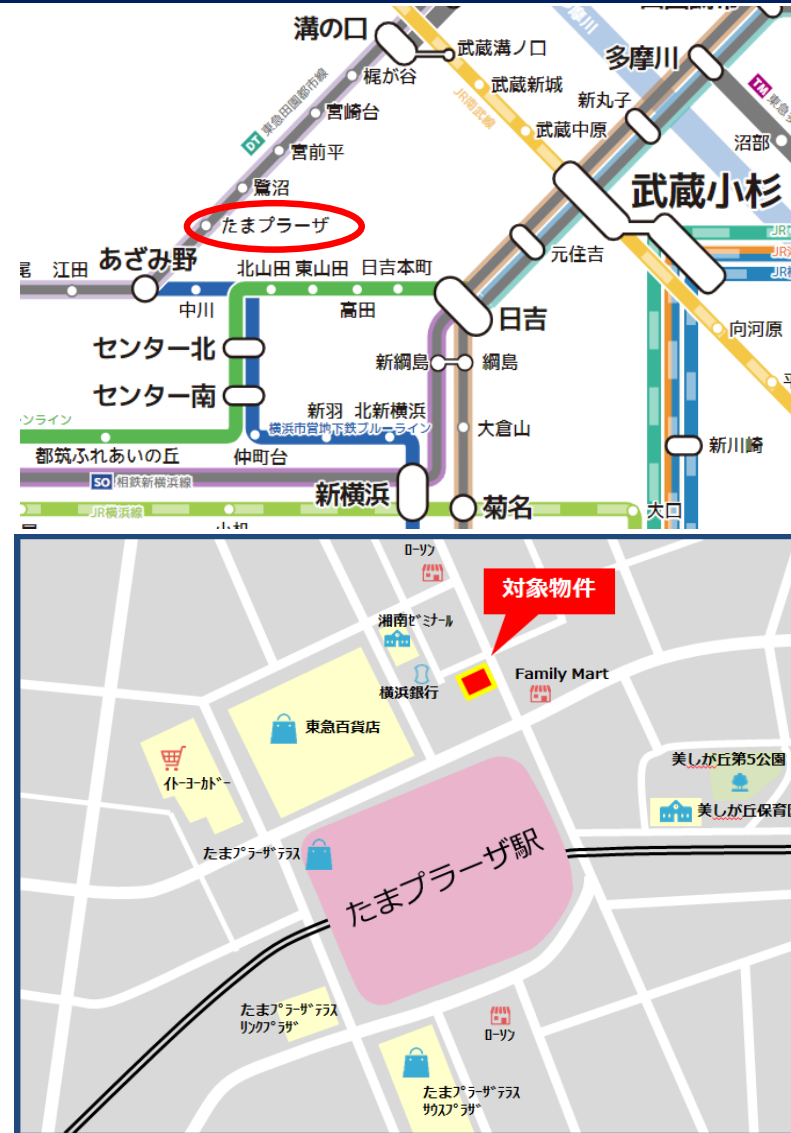 溝の口
武蔵溝ノ口
多摩川
梶が谷
武蔵新城
新丸子
TM
東急多
DT 東急田園都市線
宮崎台
JR南武線
武蔵中原
沼部
宮前平
鷺沼
武蔵小杉
たまプラーザ
元住吉
あざみ野
江田
北山田 東山田 日吉本町
中川
高田
日吉
向河原
センター北
新綱島
綱島
センター南
新羽 北新横浜
横浜市営地下鉄ブルーライン
大倉山
ンライン
都筑ふれあいの丘
仲町台
新川崎
SO 相鉄新横浜線
新横浜
菊名
JR横浜線
大口
ローソン
対象物件
湘南ゼミナール
Family Mart
横浜銀行
東急百貨店
美しが丘第5公園
イトーヨーカドー
美しが丘保育園
たまプラーザテラス
たまプラーザ駅
たまプラーザテラス
リンクプラザ
ローソン
たまプラーザテラス
サウスプラザ